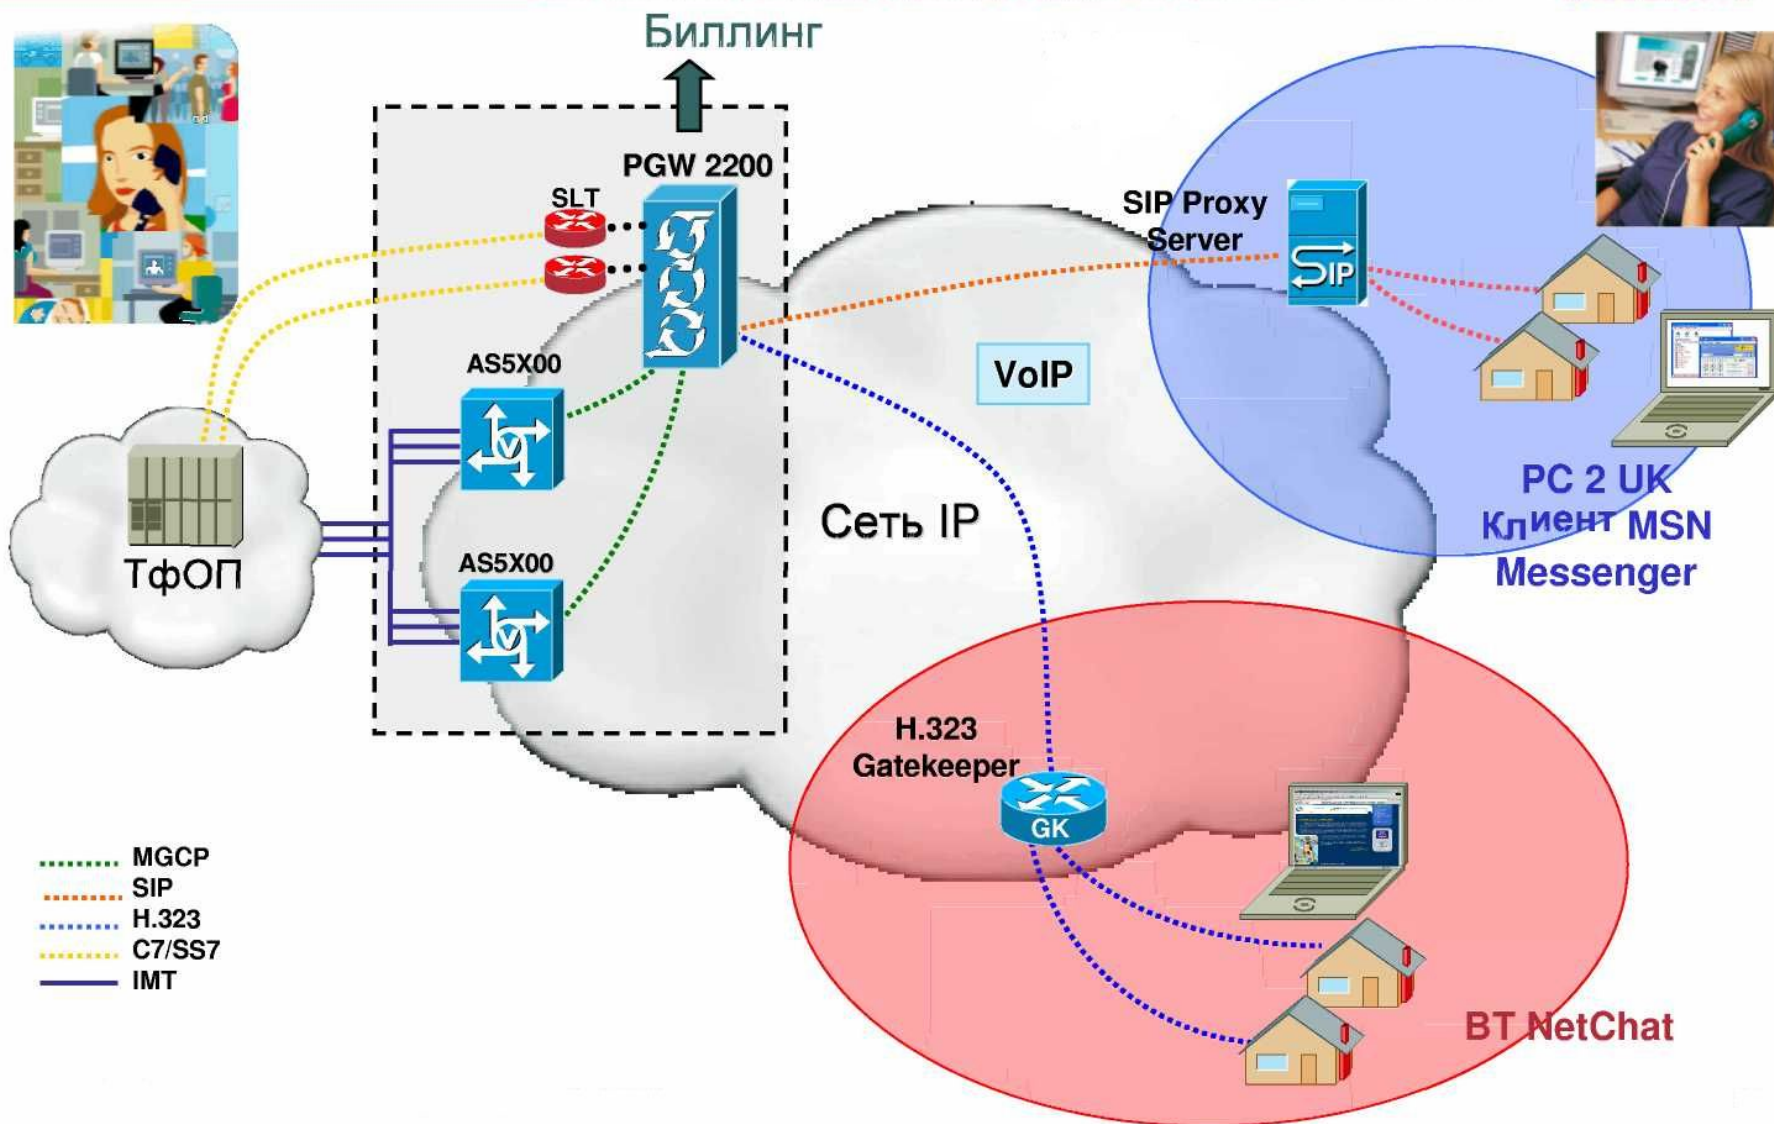 Биллинг
PGW 2200
SLT
SIP Proxy
Server
SIP
AS5X00
V
VoIP
PC 2 UK
Клиент MSN
Messenger
Сеть IP
ТфОП
AS5X00
V
H.323
Gatekeeper
GK
BT NetChat
MGCP
SIP
H.323
C7/SS7
IMT